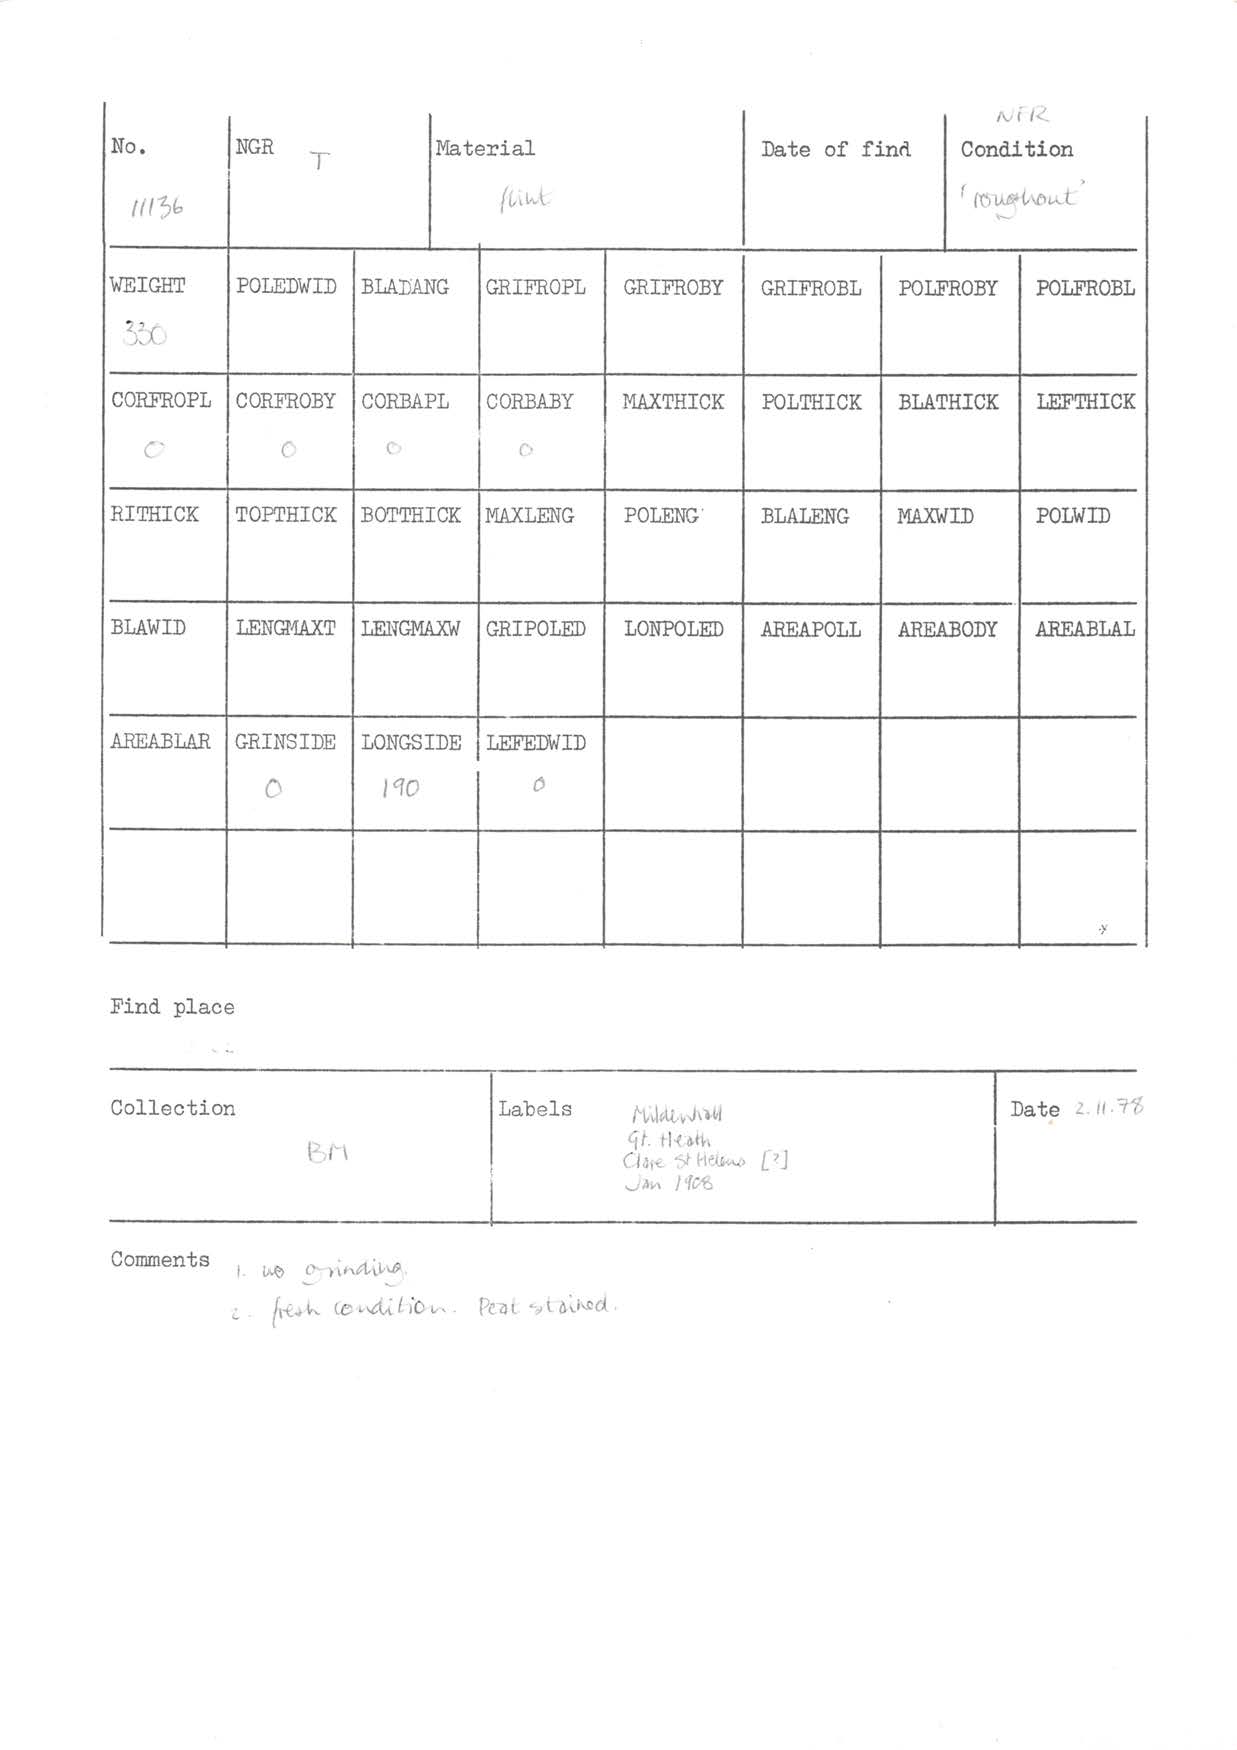 NFR
No. NGR T Material Date of find Condition
11136 flint 'roughout'
WEIGHT POLEDWID BLADANG GRIFROPL GRIFROBY GRIFROBL POLFROBY POLFROBL
330
CORFROPL CORFROBY CORBAPL CORBABY MAXTHICK POLTHICK BLATHICK LEFTHICK
0 0 0 0
RITHICK TOPTHICK BOTTHICK MAXLENG POLENG BLALENG MAXWID POLWID
BLAWID LENGMAXT LENGMAXW GRIPOLED LONPOLED AREAPOLL AREABODY AREABLAL
AREABLAR GRINSIDE LONGSIDE LEFEDWID
0 190 0
Find place
Collection Labels Mildenhall Date 2.11.78
BM Gt. Heath
Clare St Helens [?]
Jan 1908
Comments 1. no grinding.
2. fresh condition. Peat stained.